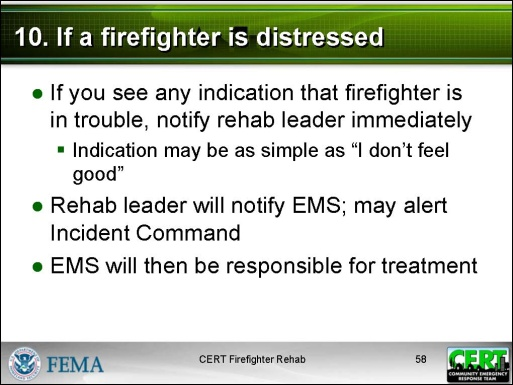 10. If a firefighter is distressed
● If you see any indication that firefighter is
in trouble, notify rehab leader immediately
▪ Indication may be as simple as “I don’t feel
good”
● Rehab leader will notify EMS; may alert
Incident Command
● EMS will then be responsible for treatment
FEMA
CERT Firefighter Rehab
58
CERT
COMMUNITY EMERGENCY
RESPONSE TEAM